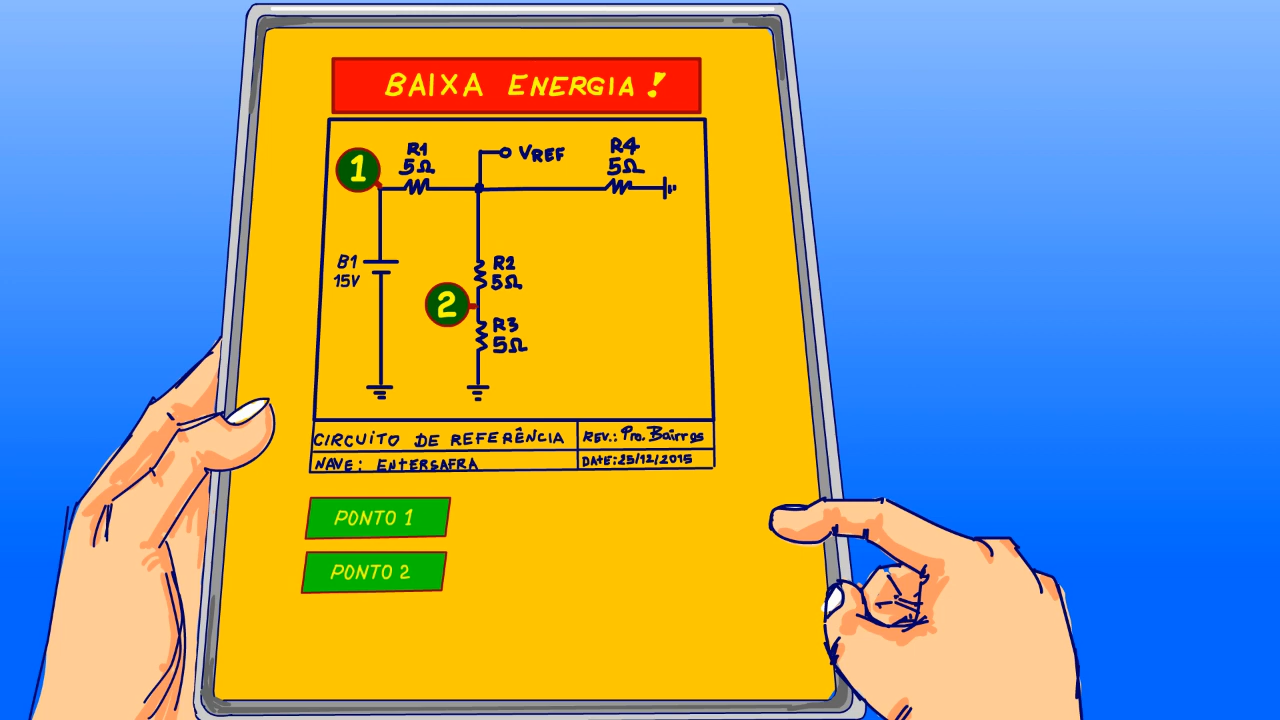 BAIXA ENERGIA!
1
R1
5Ω
VREF
R4
5Ω
B1
15V
R2
5Ω
2
R3
5Ω
CIRCUITO DE REFERÊNCIA
REV.: Pro. Bairros
NAVE: ENTERSAFRA
DATE:25/12/2015
PONTO 1
PONTO 2